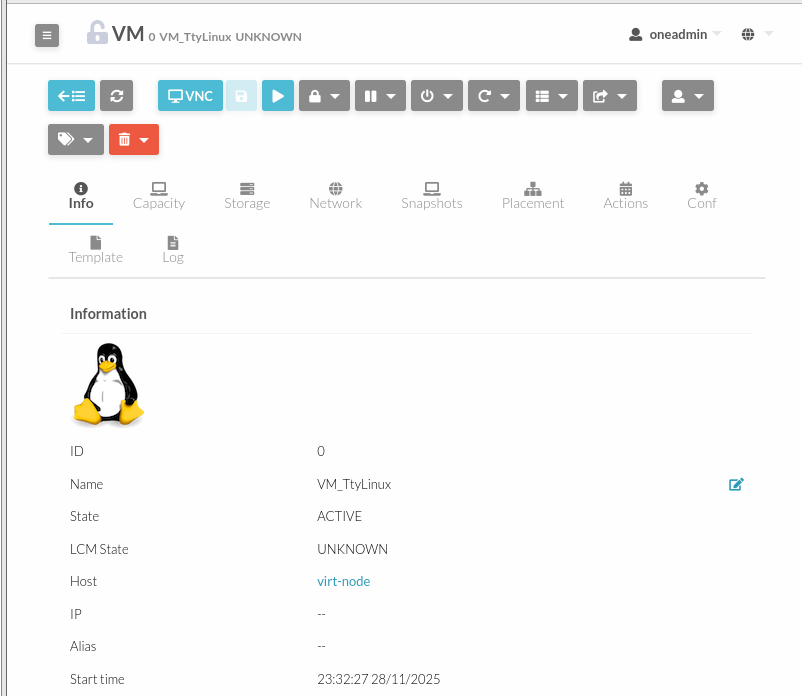 VM 0 VM_TtyLinux UNKNOWN
oneadmin
VNC
Info
Capacity
Storage
Network
Snapshots
Placement
Actions
Conf
Template
Log
Information
ID 0
Name VM_TtyLinux
State ACTIVE
LCM State UNKNOWN
Host virt-node
IP --
Alias --
Start time 23:32:27 28/11/2025